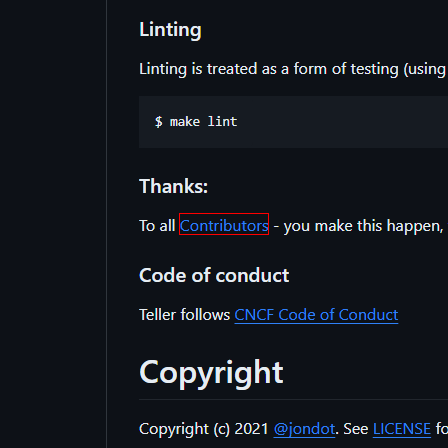 Linting
Linting is treated as a form of testing (using
$ make lint
Thanks:
To all Contributors - you make this happen,
Code of conduct
Teller follows CNCF Code of Conduct
Copyright
Copyright (c) 2021 @jondot. See LICENSE fo